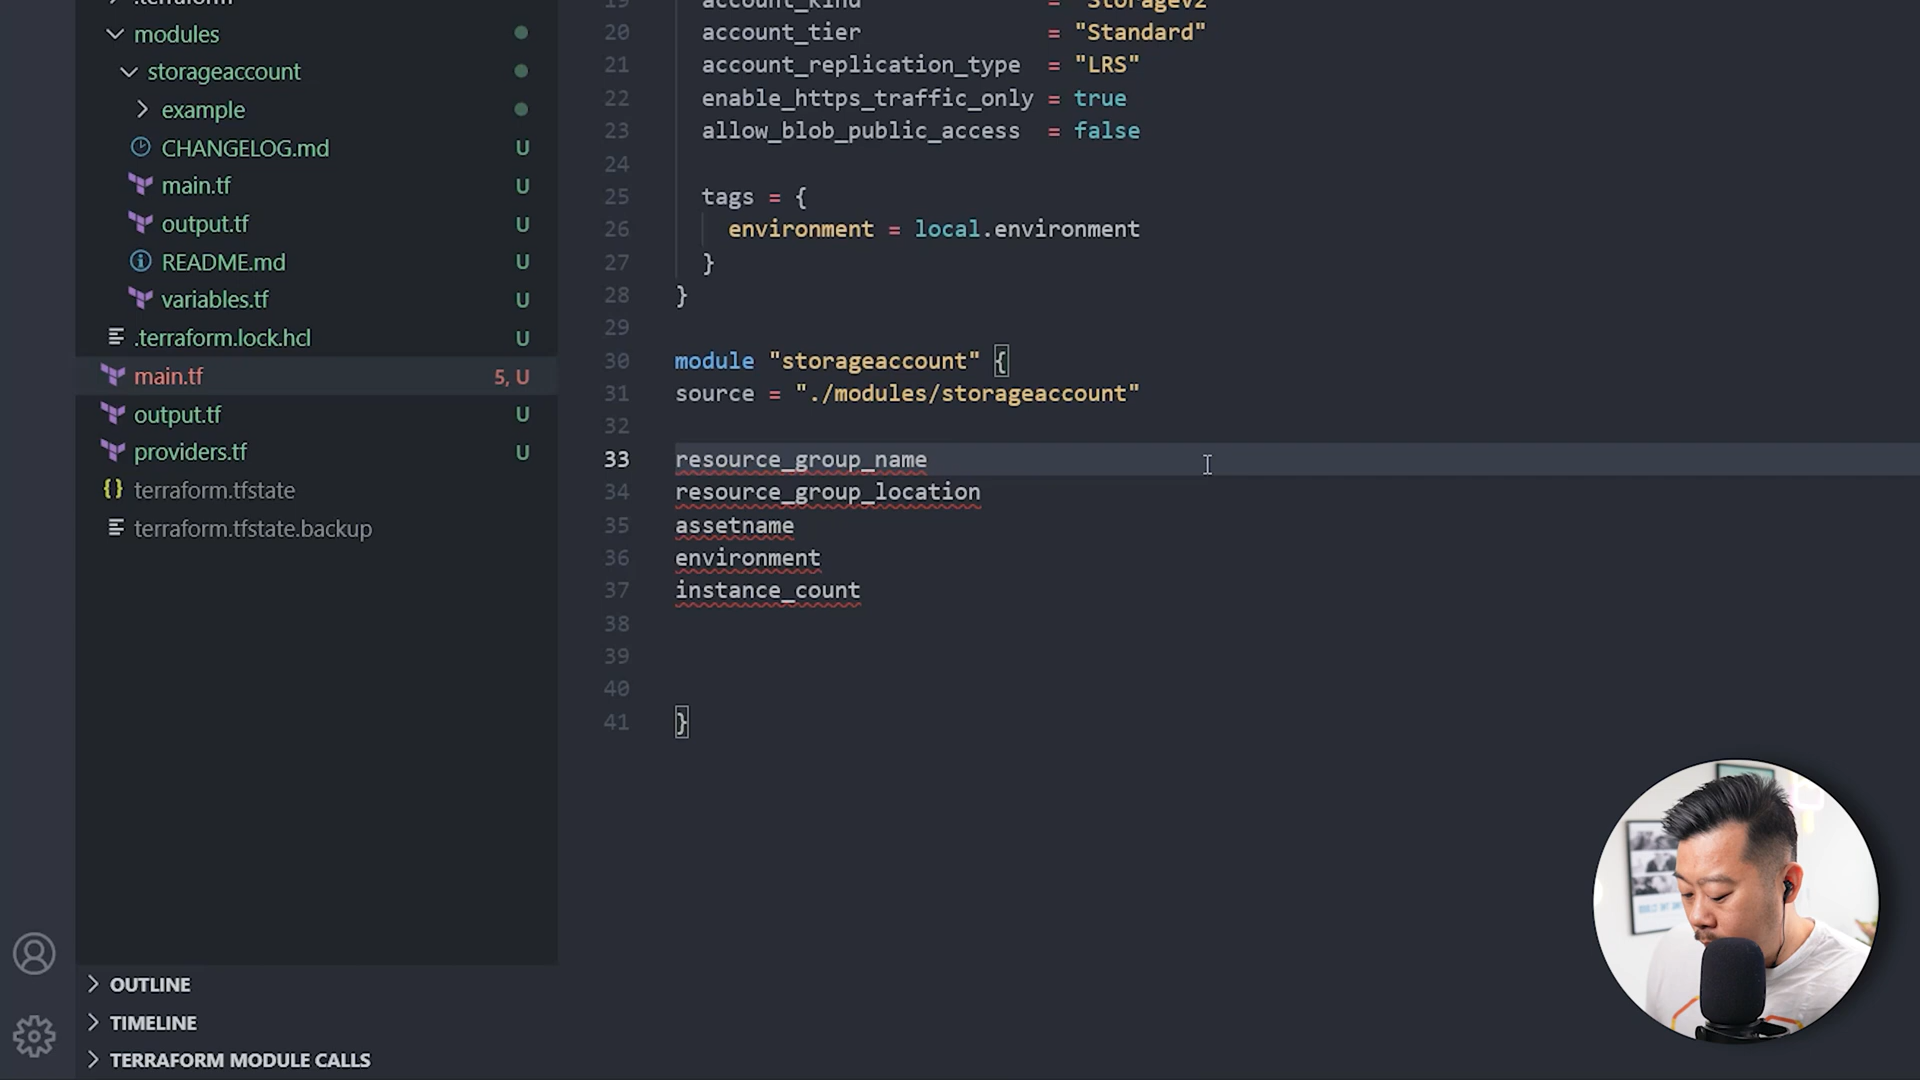 .terraform
modules
storageaccount
example
CHANGELOG.md U
main.tf U
output.tf U
README.md U
variables.tf U
.terraform.lock.hcl U
main.tf 5, U
output.tf U
providers.tf U
terraform.tfstate
terraform.tfstate.backup
OUTLINE
TIMELINE
TERRAFORM MODULE CALLS
19 account_kind = "StorageV2"
20 account_tier = "Standard"
21 account_replication_type = "LRS"
22 enable_https_traffic_only = true
23 allow_blob_public_access = false
24
25 tags = {
26 environment = local.environment
27 }
28 }
29
30 module "storageaccount" {
31 source = "./modules/storageaccount"
32
33 resource_group_name
34 resource_group_location
35 assetname
36 environment
37 instance_count
38
39
40
41 }